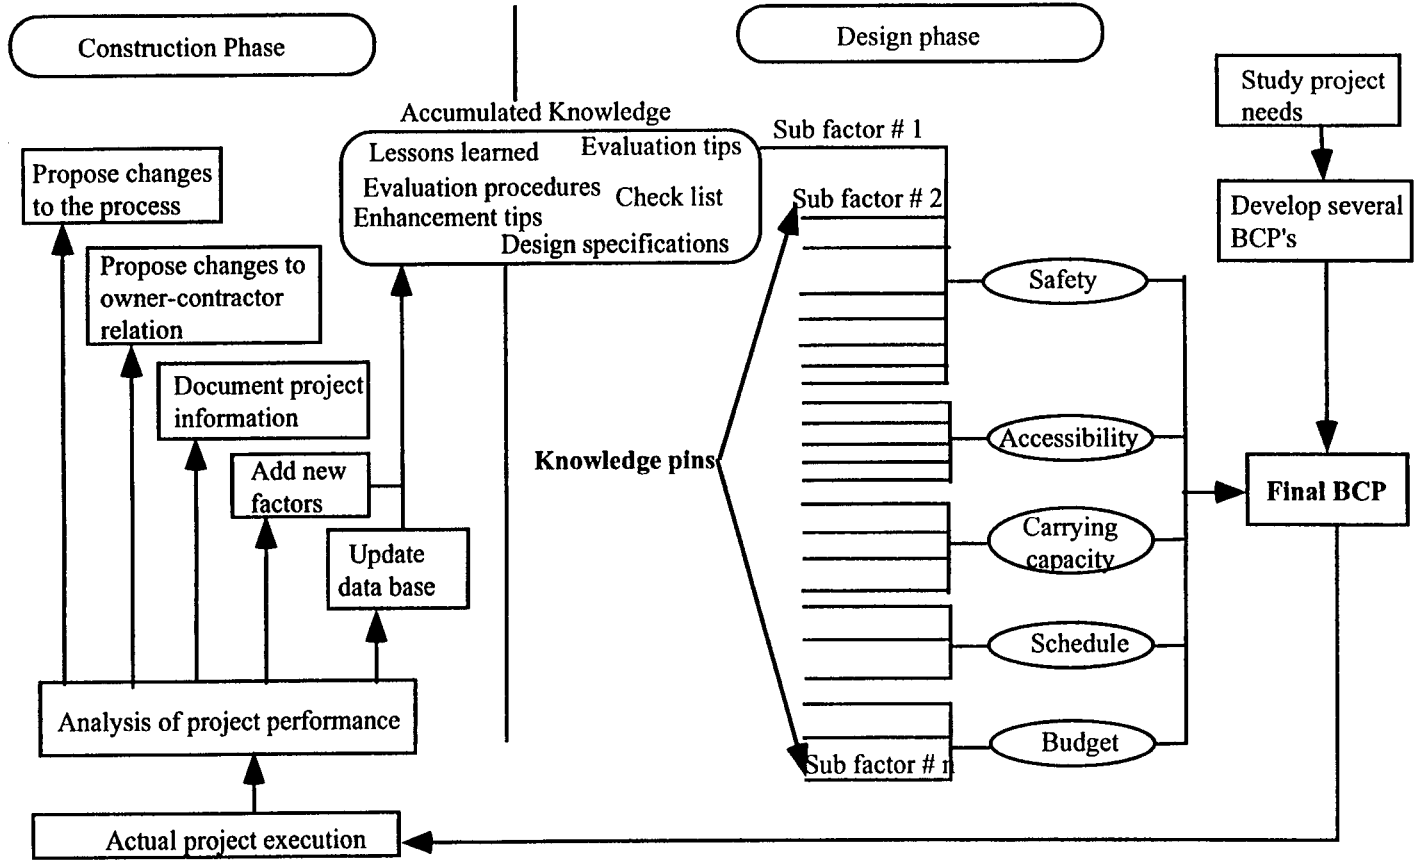 Construction Phase
Design phase
Study project
needs
Accumulated Knowledge
Lessons learned
Evaluation tips
Evaluation procedures
Check list
Enhancement tips
Design specifications
Sub factor # 1
Sub factor # 2
Propose changes
to the process
Develop several
BCP's
Propose changes to
owner-contractor
relation
Safety
Document project
information
Accessibility
Knowledge pins
Add new
factors
Final BCP
Carrying
capacity
Update
data base
Schedule
Analysis of project performance
Budget
Sub factor # n
Actual project execution